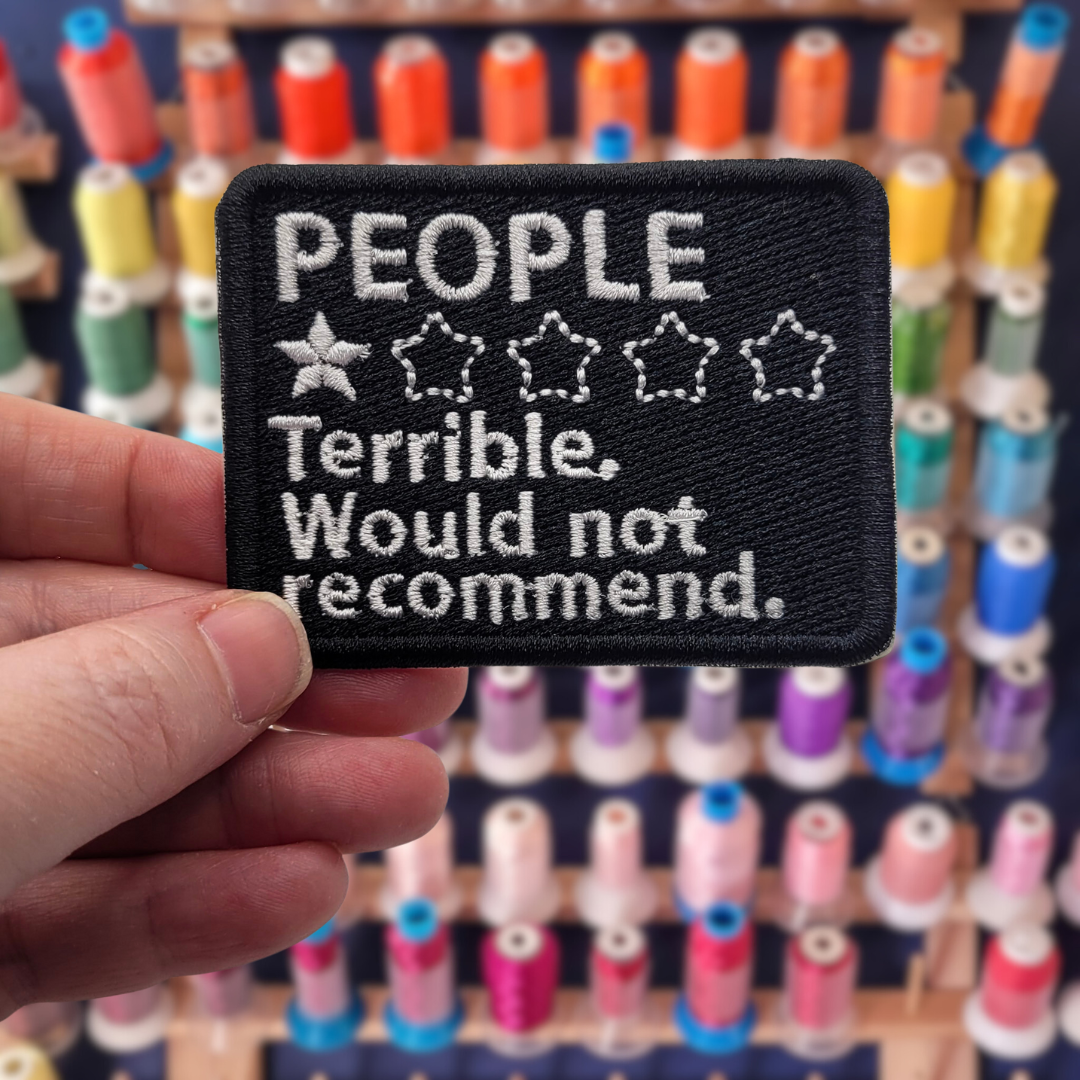 PEOPLE
Terrible.
Would not
recommend.